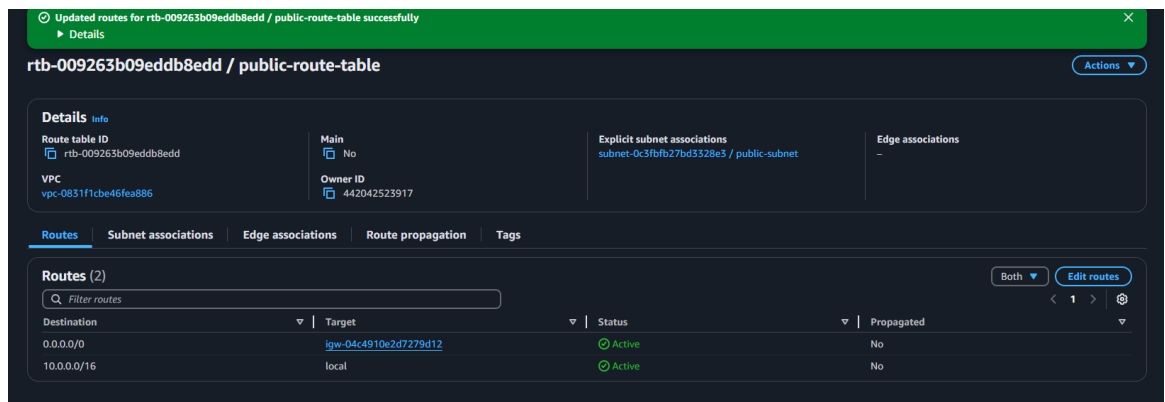 Updated routes for rtb-009263b09eddb8edd / public-route-table successfully
Details
rtb-009263b09eddb8edd / public-route-table
Actions
Details Info
Route table ID
rtb-009263b09eddb8edd
Main
No
Explicit subnet associations
subnet-0c3fbfb27bd3328e3 / public-subnet
Edge associations
–
VPC
vpc-0831f1cbe46fea886
Owner ID
442042523917
Routes Subnet associations Edge associations Route propagation Tags
Routes (2)
Both Edit routes
Filter routes
1
Destination Target Status Propagated
0.0.0.0/0 igw-04c4910e2d7279d12 Active No
10.0.0.0/16 local Active No